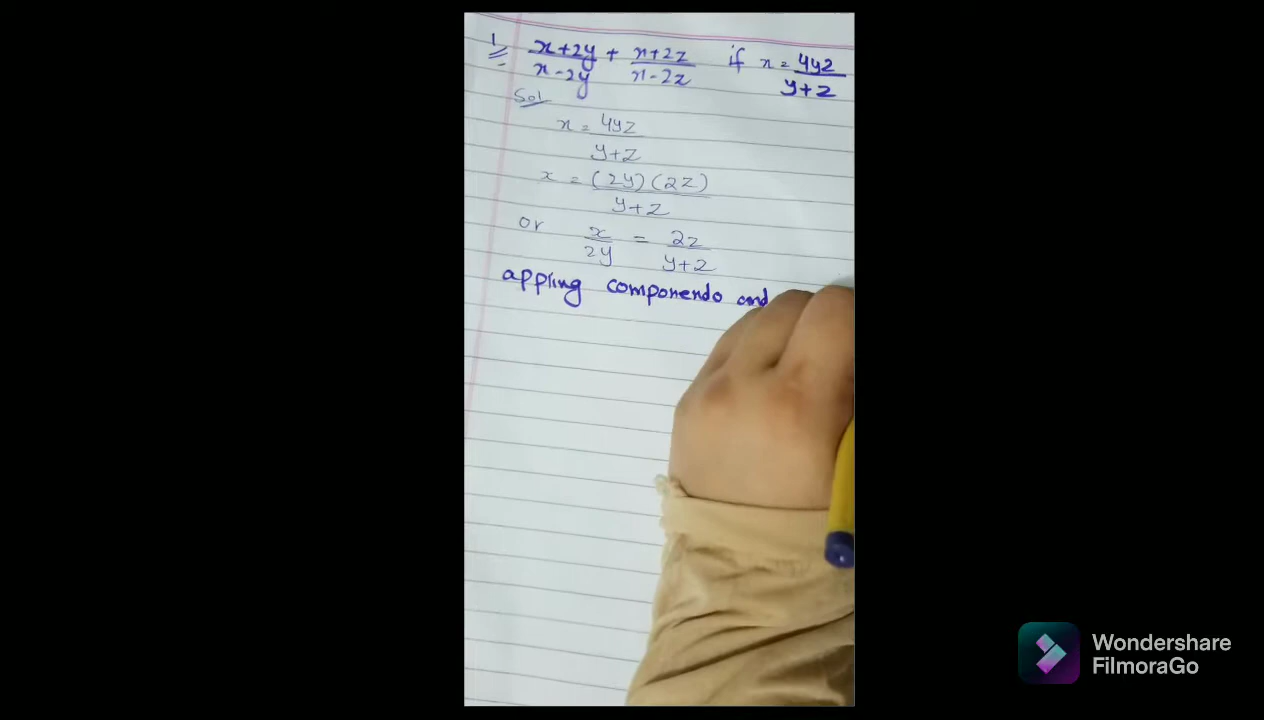 1 x+2y/x-2y + x+2z/x-2z if x = 4yz/y+z
Sol
x = 4yz/y+z
x = (2y)(2z)/y+z
or x/2y = 2z/y+z
appling componendo and
Wondershare
FilmoraGo